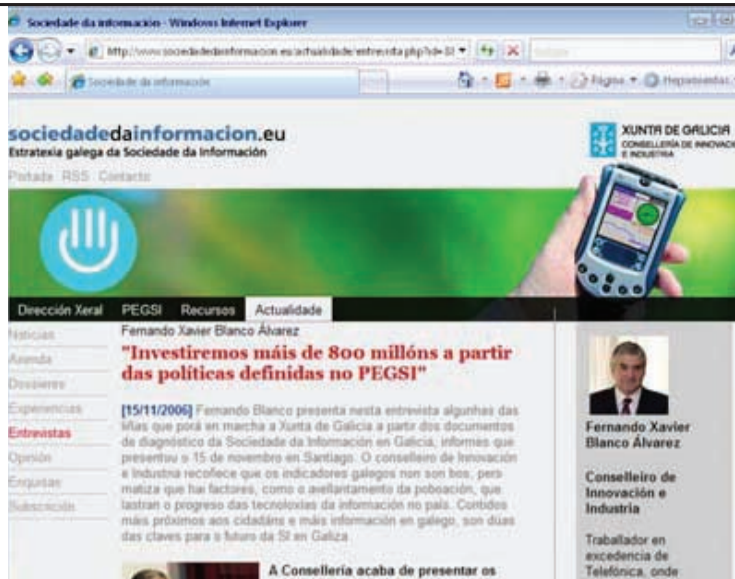 Sociedade da información - Windows Internet Explorer
Sociedade da información
Página
sociedadedainformacion.eu
Estratexia galega da Sociedade da Información
XUNTA DE GALICIA
CONSELLERÍA DE INNOVACI
E INDUSTRIA
Portada RSS Contacto
Dirección Xeral PEGSI Recursos Actualidade
Noticias
Axenda
Dossieres
Experiencias
Entrevistas
Opinión
Enquisas
Subscrición
Fernando Xavier Blanco Álvarez
"Investiremos máis de 800 millóns a partir
das políticas definidas no PEGSI"
[15/11/2006] Fernando Blanco presenta nesta entrevista algunhas das
liñas que porá en marcha a Xunta de Galicia a partir dos documentos
de diagnóstico da Sociedade da Información en Galicia, informes que
presentou o 15 de novembro en Santiago. O conselleiro de Innovación
e Industria recoñece que os indicadores galegos non son bos, pero
matiza que hai factores, como o avellantamento da poboación, que
lastran o progreso das tecnoloxías da información no país. Contidos
máis próximos aos cidadáns e máis información en galego, son dúas
das claves para o futuro da SI en Galiza.
A Consellería acaba de presentar os
Fernando Xavier
Blanco Álvarez
Conselleiro de
Innovación e
Industria
Traballador en
excedencia de
Telefónica, onde